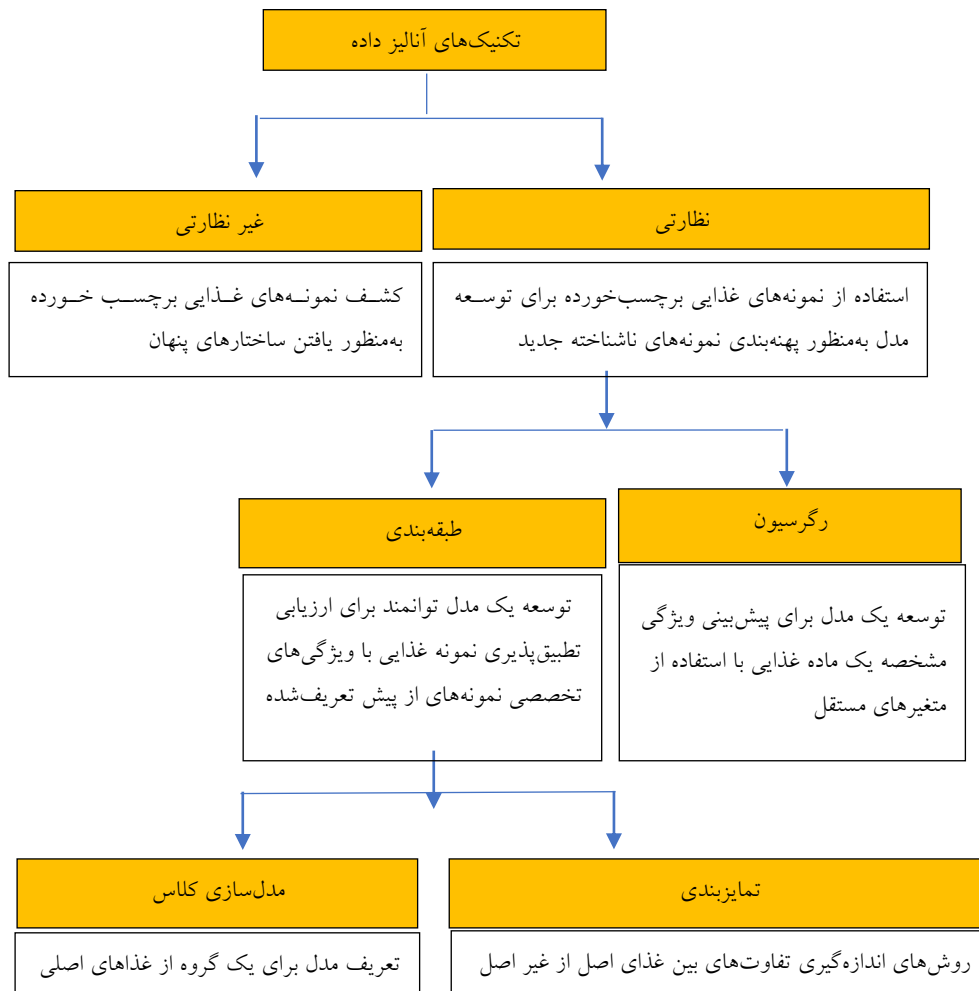 تکنیک‌های آنالیز داده
نظارتی
استفاده از نمونه‌های غذایی برچسب‌خورده برای توسعه
مدل به‌منظور پهنه‌بندی نمونه‌های ناشناخته جدید
غیر نظارتی
کشف نمونه‌های غذایی برچسب خورده
به‌منظور یافتن ساختارهای پنهان
رگرسیون
توسعه یک مدل برای پیش‌بینی ویژگی
مشخصه یک ماده غذایی با استفاده از
متغیرهای مستقل
طبقه‌بندی
توسعه یک مدل توانمند برای ارزیابی
تطبیق‌پذیری نمونه غذایی با ویژگی‌های
تخصصی نمونه‌های از پیش تعریف‌شده
تمایزبندی
روش‌های اندازه‌گیری تفاوت‌های بین غذای اصل از غیر اصل
مدل‌سازی کلاس
تعریف مدل برای یک گروه از غذاهای اصلی